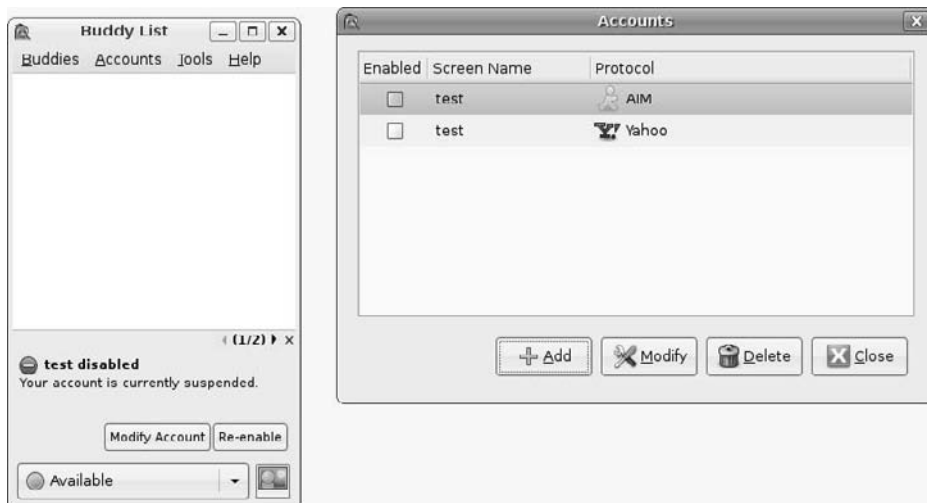 Buddy List
Buddies Accounts Tools Help
(1/2)
test disabled
Your account is currently suspended.
Modify Account Re-enable
Available
Accounts
Enabled Screen Name Protocol
test AIM
test Yahoo
Add Modify Delete Close